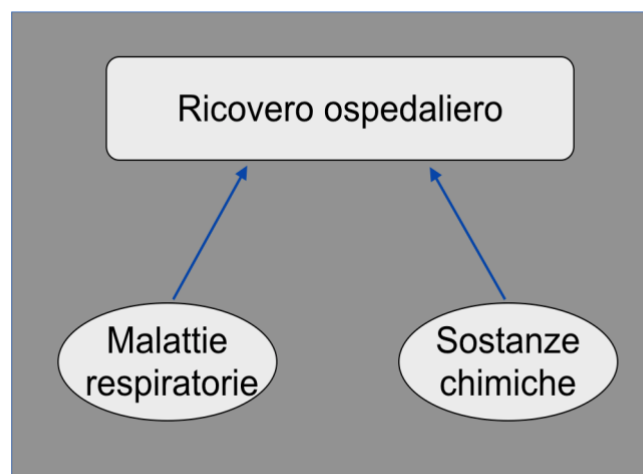 Ricovero ospedaliero
Malattie
respiratorie
Sostanze
chimiche